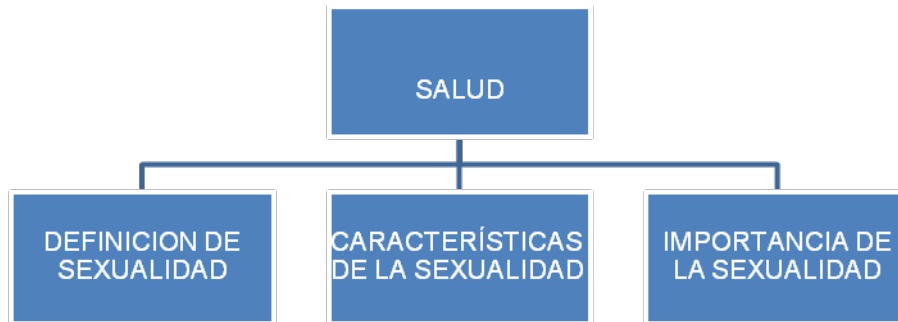 SALUD
DEFINICION DE
SEXUALIDAD
CARACTERÍSTICAS
DE LA SEXUALIDAD
IMPORTANCIA DE
LA SEXUALIDAD